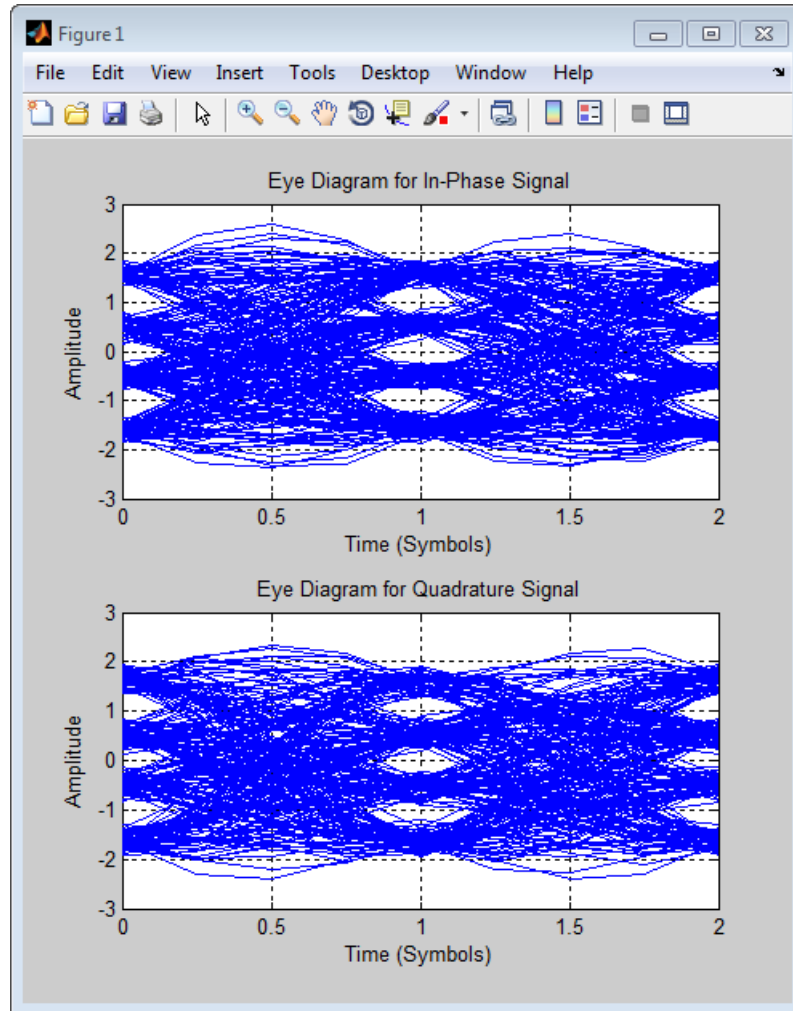 Figure 1
File Edit View Insert Tools Desktop Window Help
Eye Diagram for In-Phase Signal
3
2
1
0
-1
-2
-3
Amplitude
0 0.5 1 1.5 2
Time (Symbols)
Eye Diagram for Quadrature Signal
3
2
1
0
-1
-2
-3
Amplitude
0 0.5 1 1.5 2
Time (Symbols)